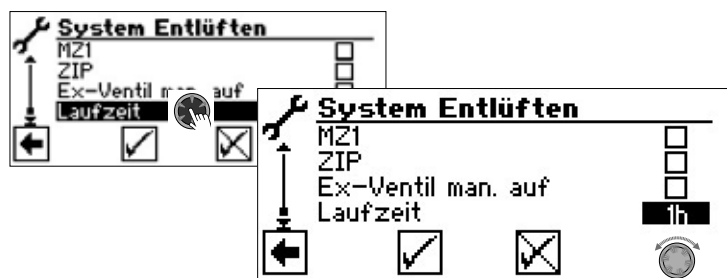 System Entlüften
MZ1
ZIP
Ex-Ventil man. auf
Laufzeit
System Entlüften
MZ1
ZIP
Ex-Ventil man. auf
Laufzeit 1h